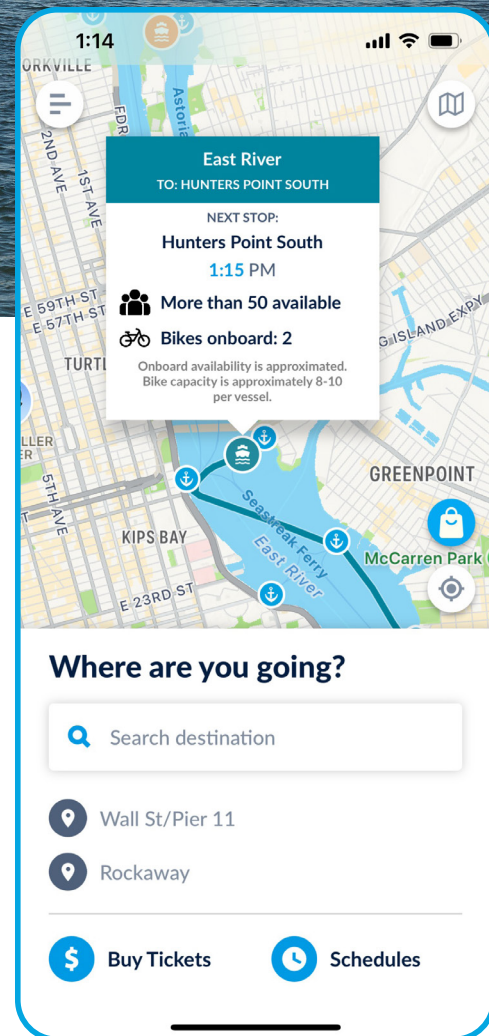 1:14
ORKVILLE
Astoria
EDR
2ND AVE
1ST AVE
East River
TO: HUNTERS POINT SOUTH
NEXT STOP:
Hunters Point South
1:15 PM
More than 50 available
Bikes onboard: 2
Onboard availability is approximated.
Bike capacity is approximately 8-10
per vessel.
E 59TH ST
E 57TH ST
G ISLAND EXPY
TURTL
LLER
ER
5TH AVE
GREENPOINT
KIPS BAY
Seastreak Ferry
East River
McCarren Park
E 23RD ST
Where are you going?
Search destination
Wall St/Pier 11
Rockaway
$
Buy Tickets
Schedules